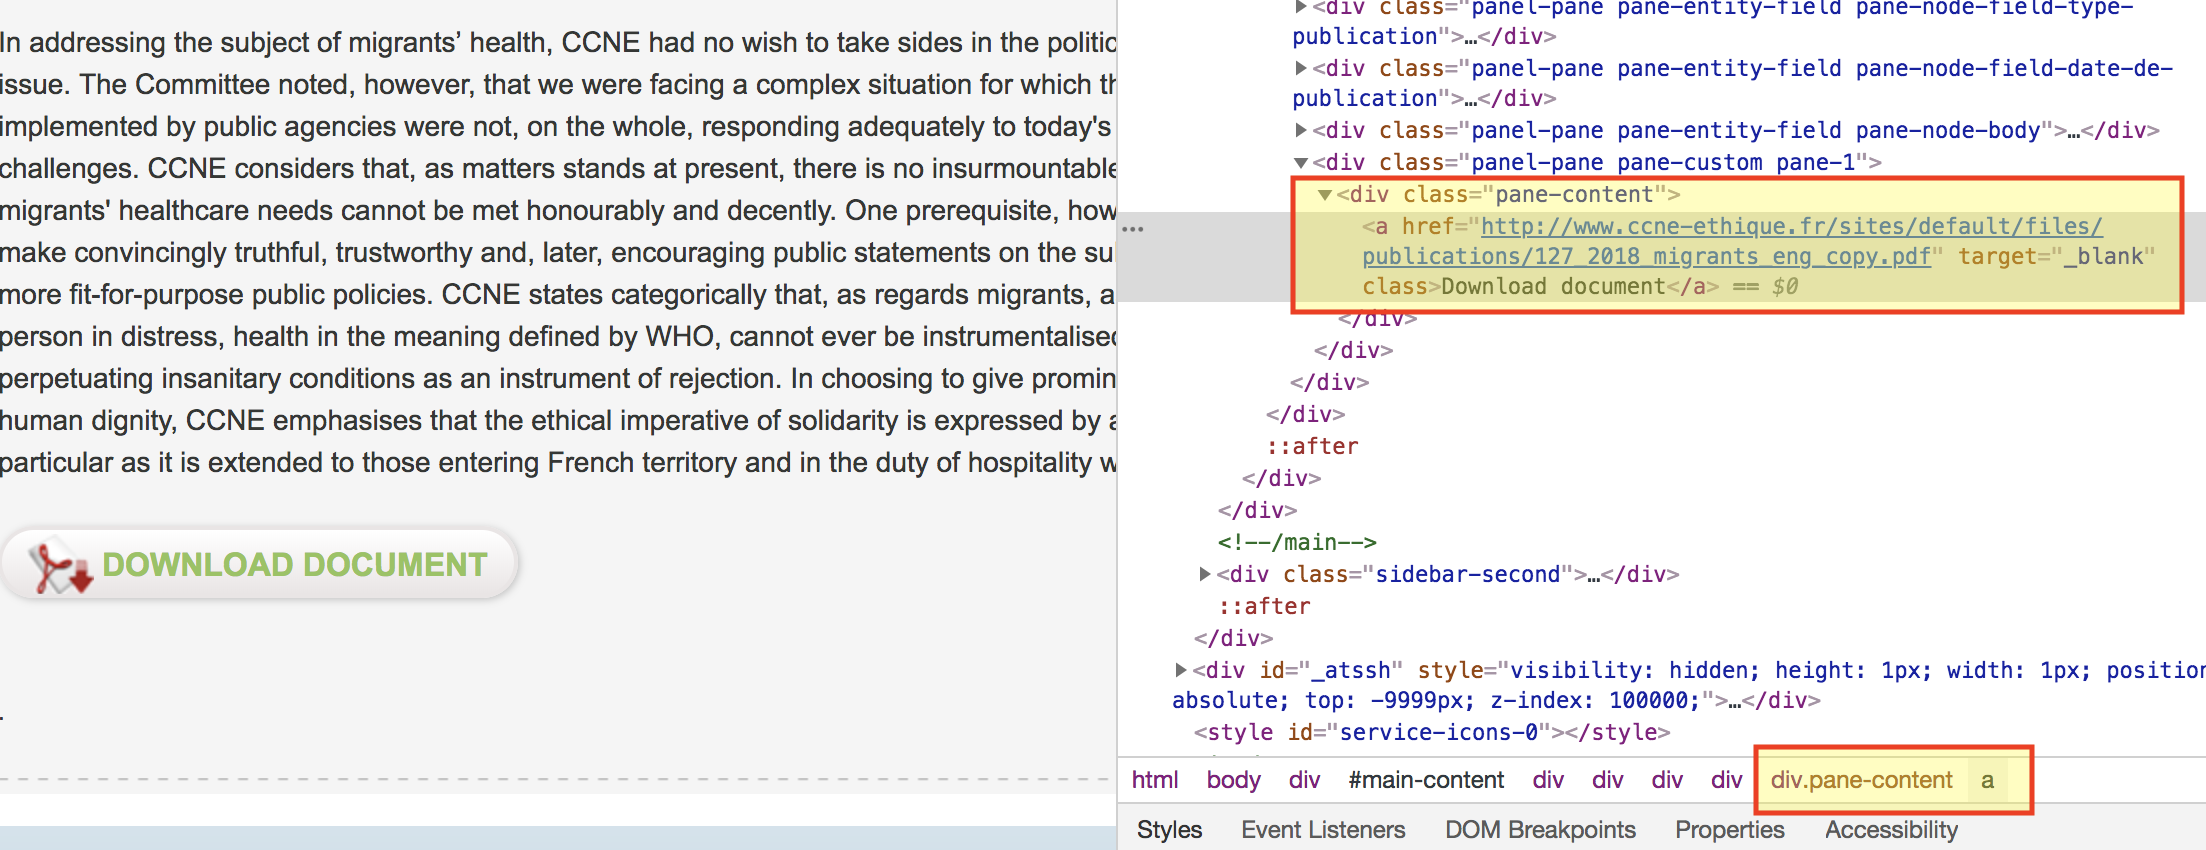 In addressing the subject of migrants’ health, CCNE had no wish to take sides in the politic
issue. The Committee noted, however, that we were facing a complex situation for which th
implemented by public agencies were not, on the whole, responding adequately to today's
challenges. CCNE considers that, as matters stands at present, there is no insurmountable
migrants' healthcare needs cannot be met honourably and decently. One prerequisite, how
make convincingly truthful, trustworthy and, later, encouraging public statements on the su
more fit-for-purpose public policies. CCNE states categorically that, as regards migrants, a
person in distress, health in the meaning defined by WHO, cannot ever be instrumentalised
perpetuating insanitary conditions as an instrument of rejection. In choosing to give promin
human dignity, CCNE emphasises that the ethical imperative of solidarity is expressed by a
particular as it is extended to those entering French territory and in the duty of hospitality w
DOWNLOAD DOCUMENT
.
<div class="panel-pane pane-entity-field pane-node-field-type-
publication">…</div>
<div class="panel-pane pane-entity-field pane-node-field-date-de-
publication">…</div>
<div class="panel-pane pane-entity-field pane-node-body">…</div>
<div class="panel-pane pane-custom pane-1">
<div class="pane-content">
<a href="http://www.ccne-ethique.fr/sites/default/files/
publications/127_2018_migrants_eng_copy.pdf" target="_blank"
class>Download document</a> == $0
</div>
</div>
</div>
</div>
::after
</div>
</div>
<!--/main-->
<div class="sidebar-second">…</div>
::after
</div>
<div id="_atssh" style="visibility: hidden; height: 1px; width: 1px; position
absolute; top: -9999px; z-index: 100000;">…</div>
<style id="service-icons-0"></style>
html body div #main-content div div div div div.pane-content a
Styles Event Listeners DOM Breakpoints Properties Accessibility